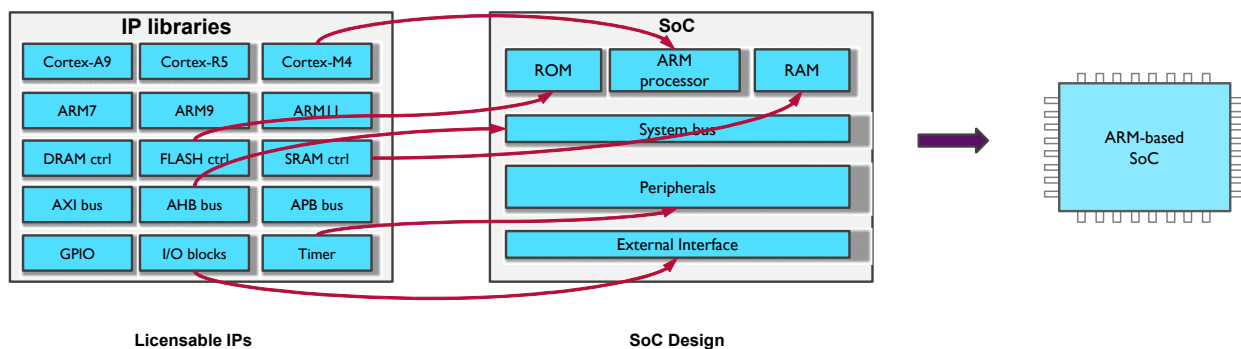 IP libraries
Cortex-A9 Cortex-R5 Cortex-M4
ARM7 ARM9 ARM11
DRAM ctrl FLASH ctrl SRAM ctrl
AXI bus AHB bus APB bus
GPIO I/O blocks Timer
Licensable IPs
SoC
ROM ARM processor RAM
System bus
Peripherals
External Interface
SoC Design
ARM-based
SoC